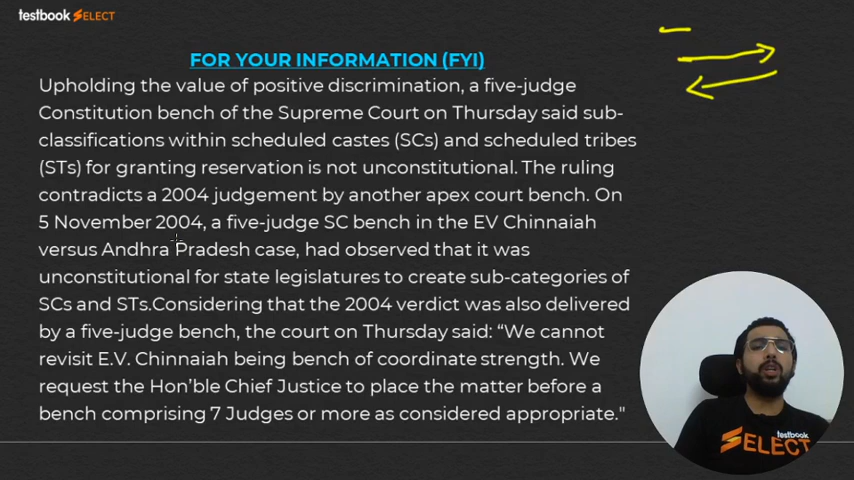 testbook SELECT
FOR YOUR INFORMATION (FYI)
Upholding the value of positive discrimination, a five-judge
Constitution bench of the Supreme Court on Thursday said sub-
classifications within scheduled castes (SCs) and scheduled tribes
(STs) for granting reservation is not unconstitutional. The ruling
contradicts a 2004 judgement by another apex court bench. On
5 November 2004, a five-judge SC bench in the EV Chinnaiah
versus Andhra Pradesh case, had observed that it was
unconstitutional for state legislatures to create sub-categories of
SCs and STs.Considering that the 2004 verdict was also delivered
by a five-judge bench, the court on Thursday said: “We cannot
revisit E.V. Chinnaiah being bench of coordinate strength. We
request the Hon’ble Chief Justice to place the matter before a
bench comprising 7 Judges or more as considered appropriate."
testbook
SELECT